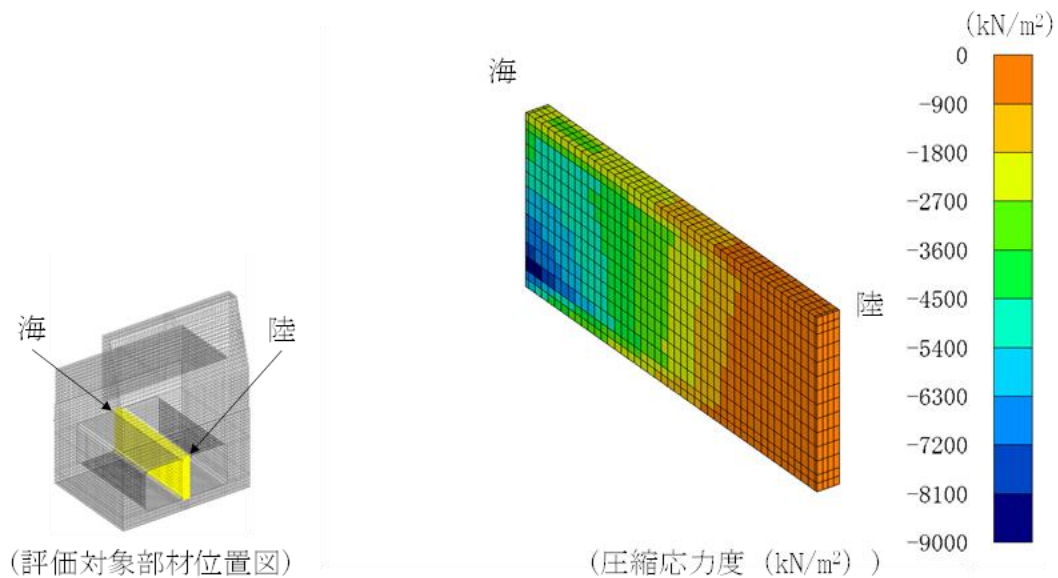 海
陸
(評価対象部材位置図)
海
陸
(圧縮応力度 (kN/m²) )
(kN/m²)
0
-900
-1800
-2700
-3600
-4500
-5400
-6300
-7200
-8100
-9000